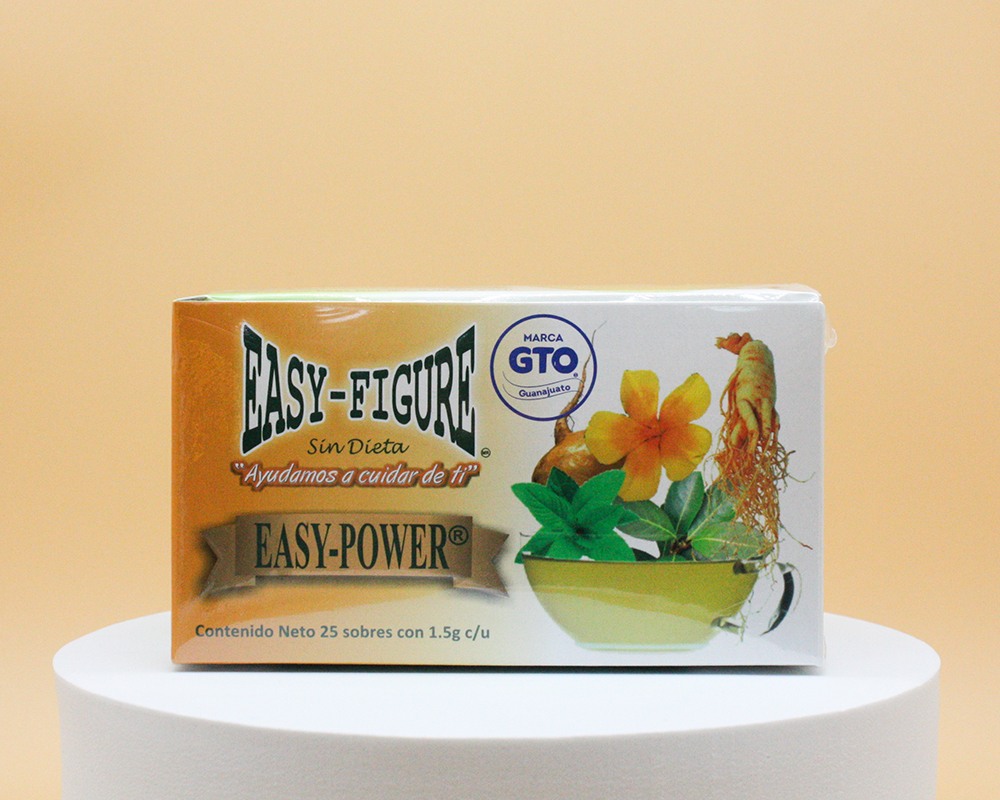 EASY-FIGURE
Sin Dieta
"Ayudamos a cuidar de ti"
EASY-POWER®
Contenido Neto 25 sobres con 1.5g c/u
MARCA
GTO
Guanajuato